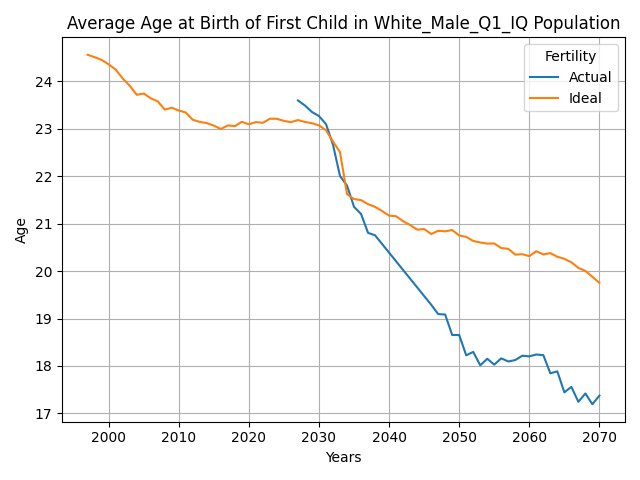 Average Age at Birth of First Child in White_Male_Q1_IQ Population
Fertility
Actual
Ideal
Age
24
23
22
21
20
19
18
17
2000
2010
2020
2030
2040
2050
2060
2070
Years